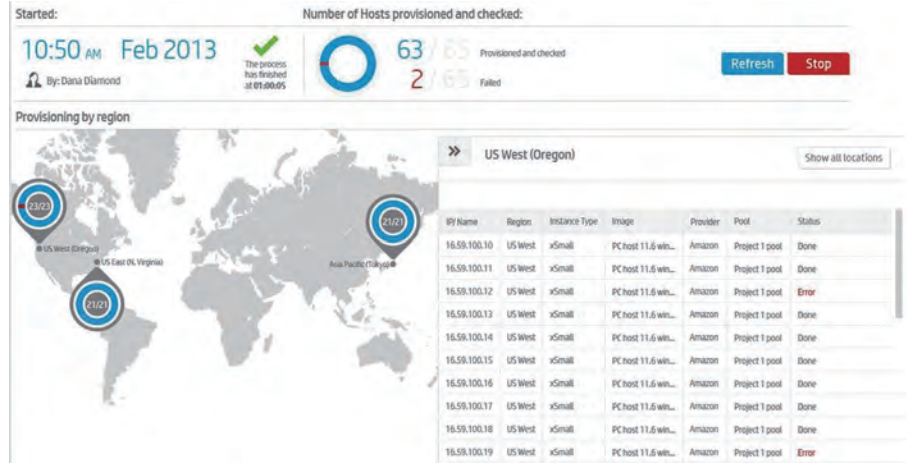 Started:
Number of Hosts provisioned and checked:
10:50 AM Feb 2013
By: Dana Diamond
The process
has finished
at 01:00:05
63 / 65 Provisioned and checked
2 / 65 Failed
Refresh
Stop
Provisioning by region
23/23
US West (Oregon)
US East (N. Virginia)
21/21
21/21
Asia Pacific (Tokyo)
» US West (Oregon)
Show all locations
IP/ Name Region Instance Type Image Provider Pool Status
16.59.100.10 US West xSmall PC host 11.6 win... Amazon Project 1 pool Done
16.59.100.11 US West xSmall PC host 11.6 win... Amazon Project 1 pool Done
16.59.100.12 US West xSmall PC host 11.6 win... Amazon Project 1 pool Error
16.59.100.13 US West xSmall PC host 11.6 win... Amazon Project 1 pool Done
16.59.100.14 US West xSmall PC host 11.6 win... Amazon Project 1 pool Done
16.59.100.15 US West xSmall PC host 11.6 win... Amazon Project 1 pool Done
16.59.100.16 US West xSmall PC host 11.6 win... Amazon Project 1 pool Done
16.59.100.17 US West xSmall PC host 11.6 win... Amazon Project 1 pool Done
16.59.100.18 US West xSmall PC host 11.6 win... Amazon Project 1 pool Done
16.59.100.19 US West xSmall PC host 11.6 win... Amazon Project 1 pool Error